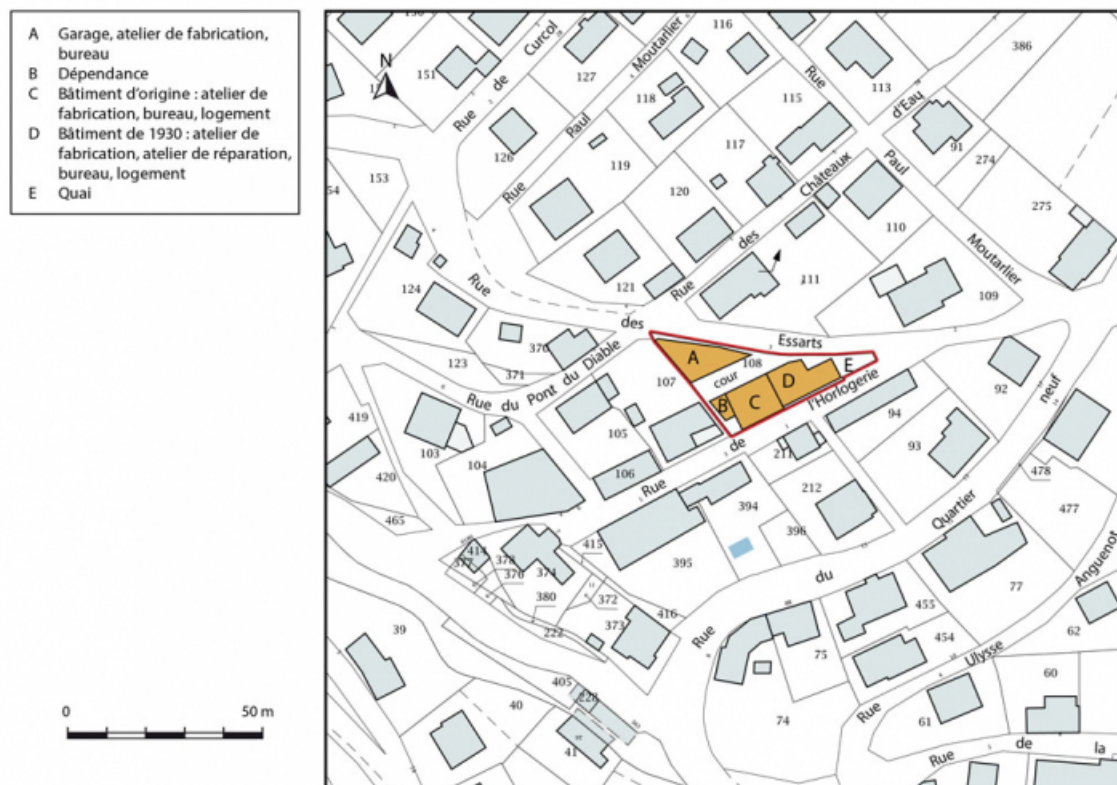 A Garage, atelier de fabrication,
bureau
B Dépendance
C Bâtiment d'origine : atelier de
fabrication, bureau, logement
D Bâtiment de 1930 : atelier de
fabrication, atelier de réparation,
bureau, logement
E Quai
0 50 m
N
116
386
151
Rue de Curcol
127
Rue Paul Moutarlier
118
115
Rue Paul Moutarlier
113
126
119
117
91
274
153
54
120
Rue des Châteaux d'Eau
110
275
121
111
109
124
Rue des Essarts
123
370
371
Rue du Pont du Diable
107
A
108
cour
B
C
D
E
92
Rue de l'Horlogerie
419
103
105
94
93
420
104
106
211
465
394
212
396
478
477
414
377
378
376
374
380
415
395
372
373
416
222
Rue du Quartier neuf
77
455
454
Rue Ulysse Anguenot
62
39
75
60
405
228
40
41
74
61
Rue de la